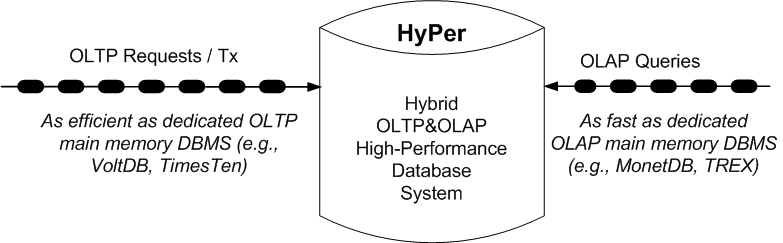 OLTP Requests / Tx
As efficient as dedicated OLTP
main memory DBMS (e.g.,
VoltDB, TimesTen)
HyPer
Hybrid
OLTP&OLAP
High-Performance
Database
System
OLAP Queries
As fast as dedicated
OLAP main memory DBMS
(e.g., MonetDB, TREX)